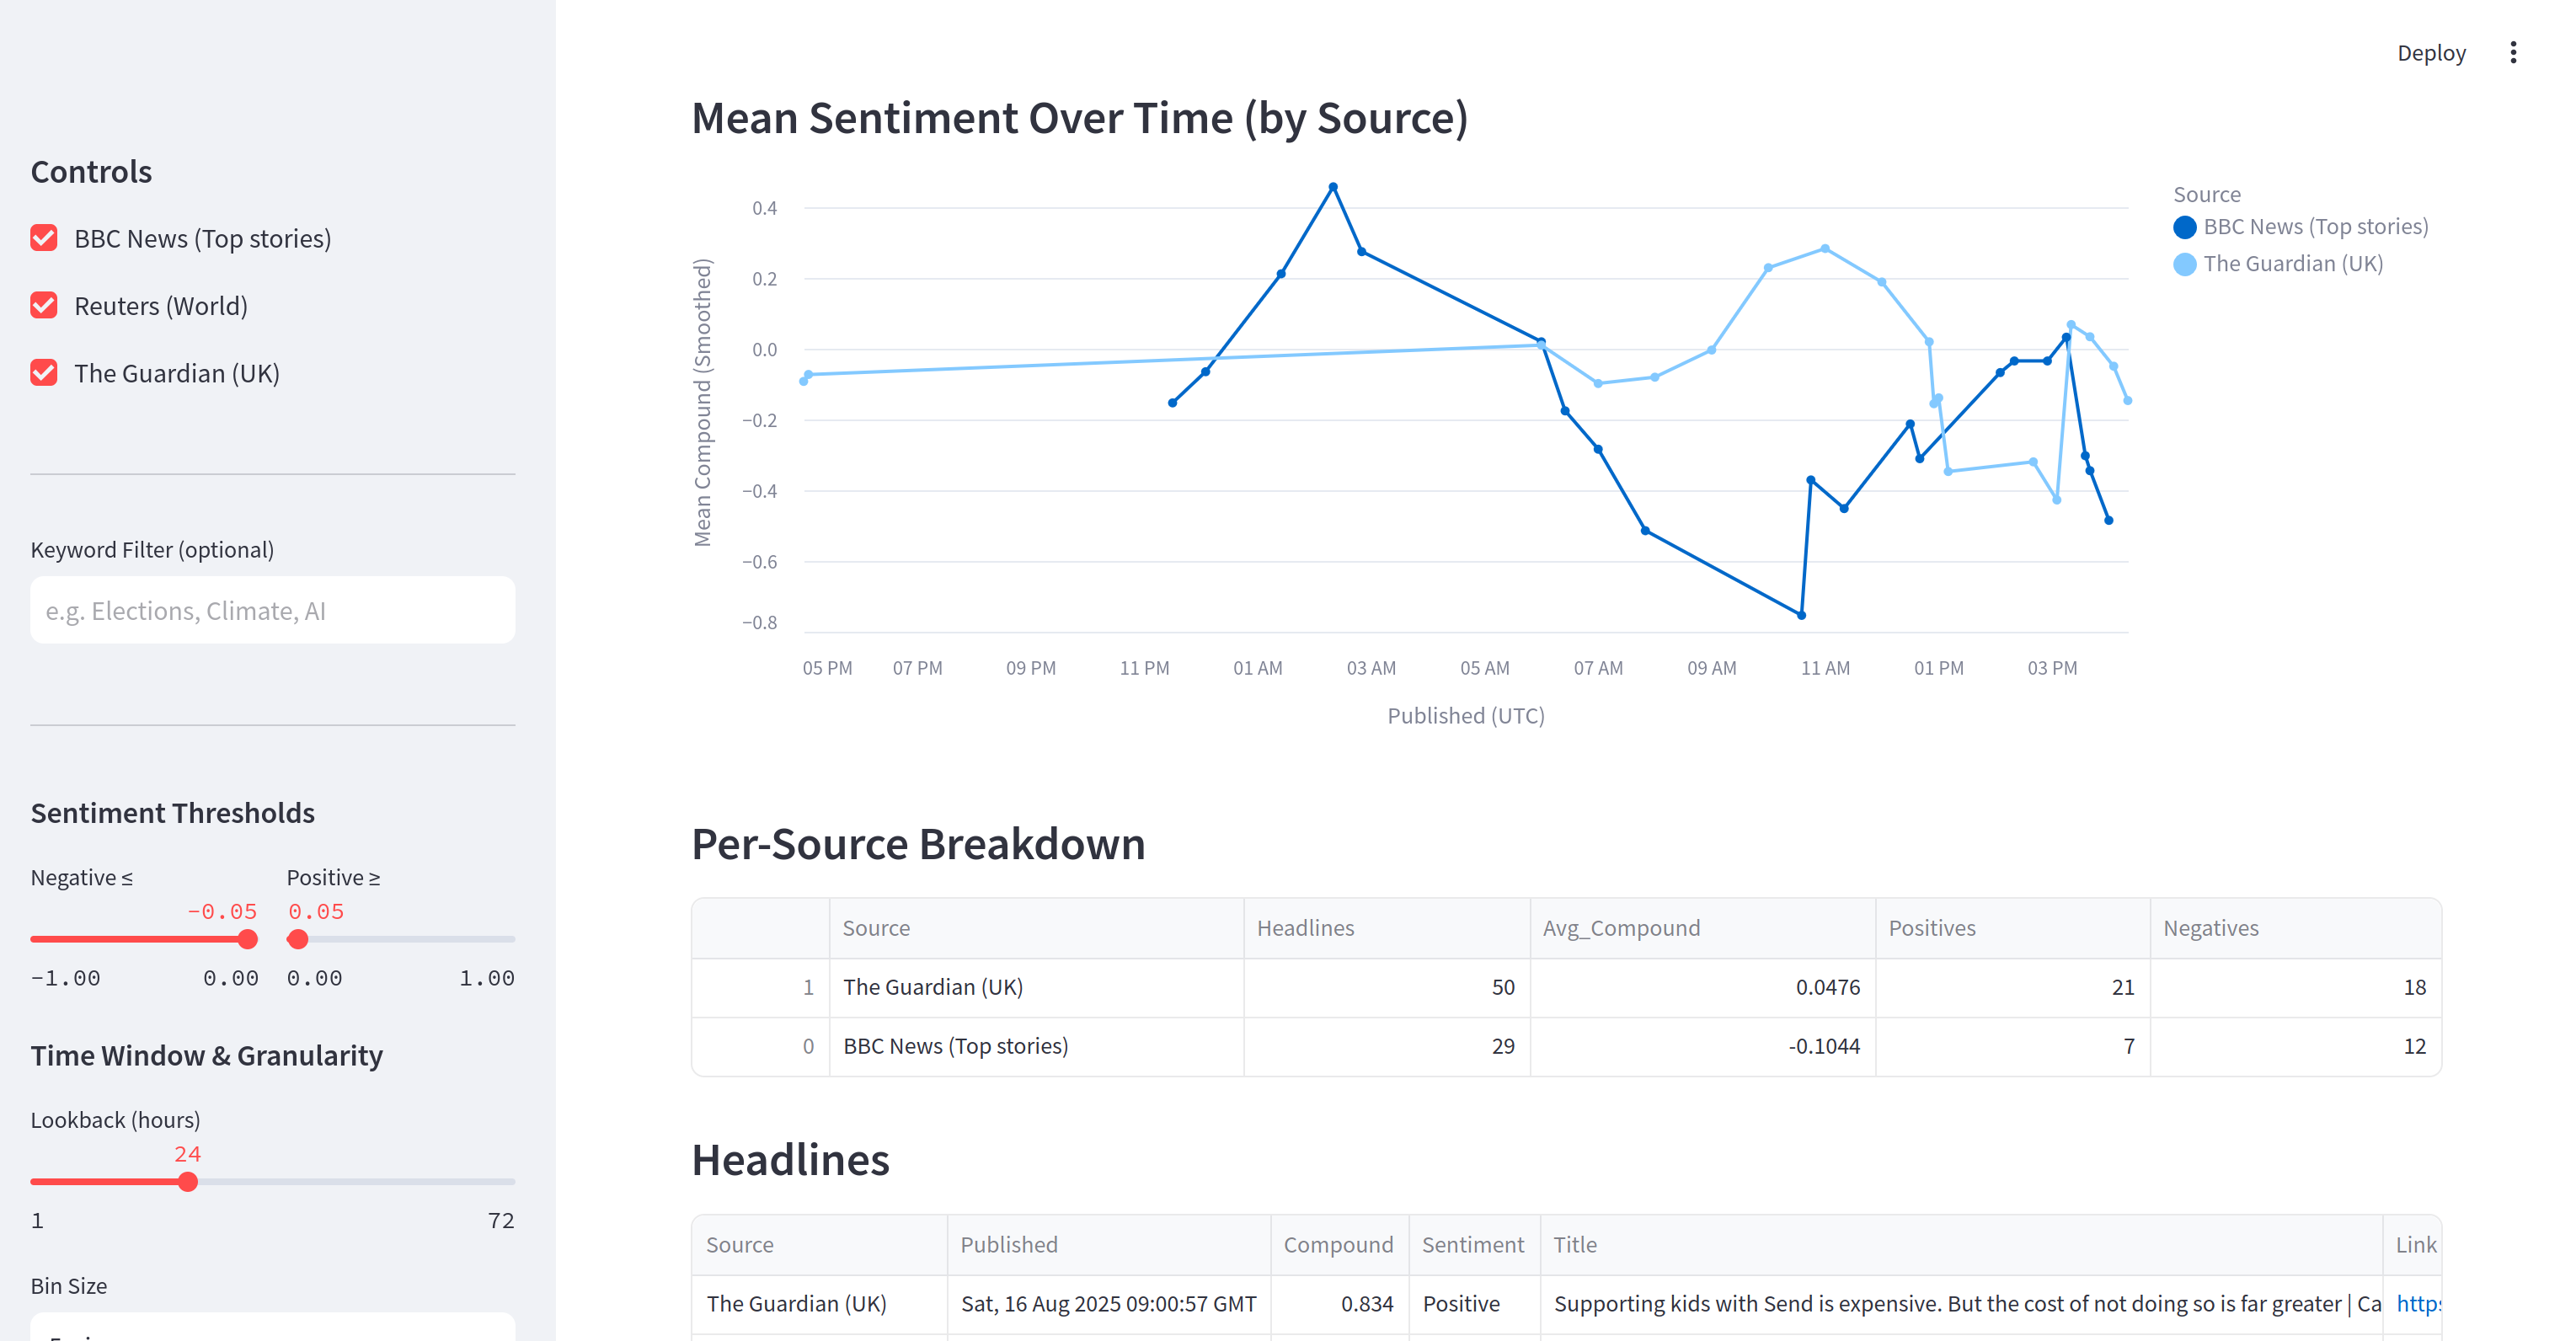 Deploy
Controls
BBC News (Top stories)
Reuters (World)
The Guardian (UK)
Keyword Filter (optional)
e.g. Elections, Climate, AI
Sentiment Thresholds
Negative ≤ Positive ≥
−0.05 0.05
−1.00 0.00 0.00 1.00
Time Window & Granularity
Lookback (hours)
24
1 72
Bin Size
Mean Sentiment Over Time (by Source)
Mean Compound (Smoothed)
0.4
0.2
0.0
−0.2
−0.4
−0.6
−0.8
05 PM 07 PM 09 PM 11 PM 01 AM 03 AM 05 AM 07 AM 09 AM 11 AM 01 PM 03 PM
Published (UTC)
Source
BBC News (Top stories)
The Guardian (UK)
Per-Source Breakdown
Source Headlines Avg_Compound Positives Negatives
1 The Guardian (UK) 50 0.0476 21 18
0 BBC News (Top stories) 29 -0.1044 7 12
Headlines
Source Published Compound Sentiment Title Link
The Guardian (UK) Sat, 16 Aug 2025 09:00:57 GMT 0.834 Positive Supporting kids with Send is expensive. But the cost of not doing so is far greater | Ca https